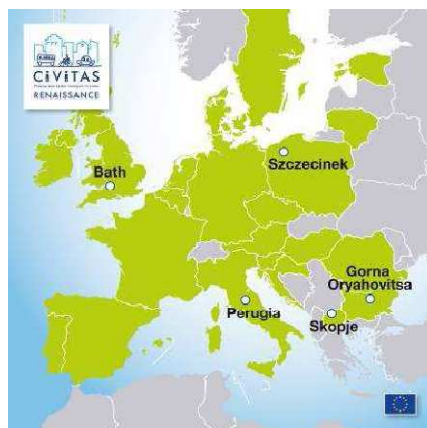 CiViTAS
RENAISSANCE
Bath
Szczecinek
Gorna
Oryahovitsa
Perugia
Skopje